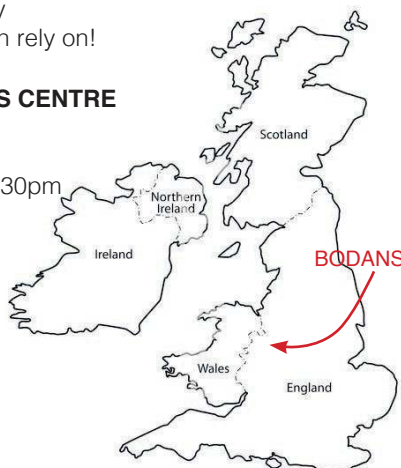 n rely on!
S CENTRE
30pm
Scotland
Northern
Ireland
Ireland
BODANS
Wales
England